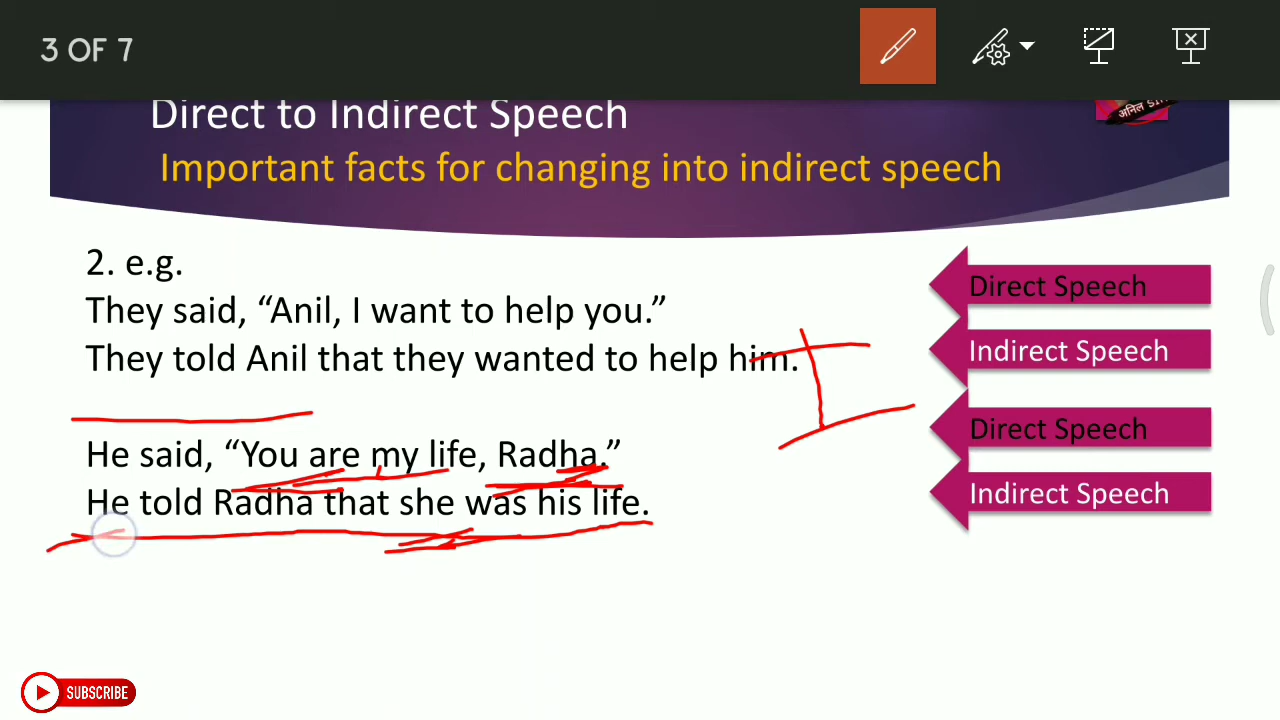 3 OF 7
Direct to Indirect Speech
अनिल
Important facts for changing into indirect speech
2. e.g.
They said, “Anil, I want to help you.”
They told Anil that they wanted to help him.
He said, “You are my life, Radha.”
He told Radha that she was his life.
Direct Speech
Indirect Speech
Direct Speech
Indirect Speech
SUBSCRIBE